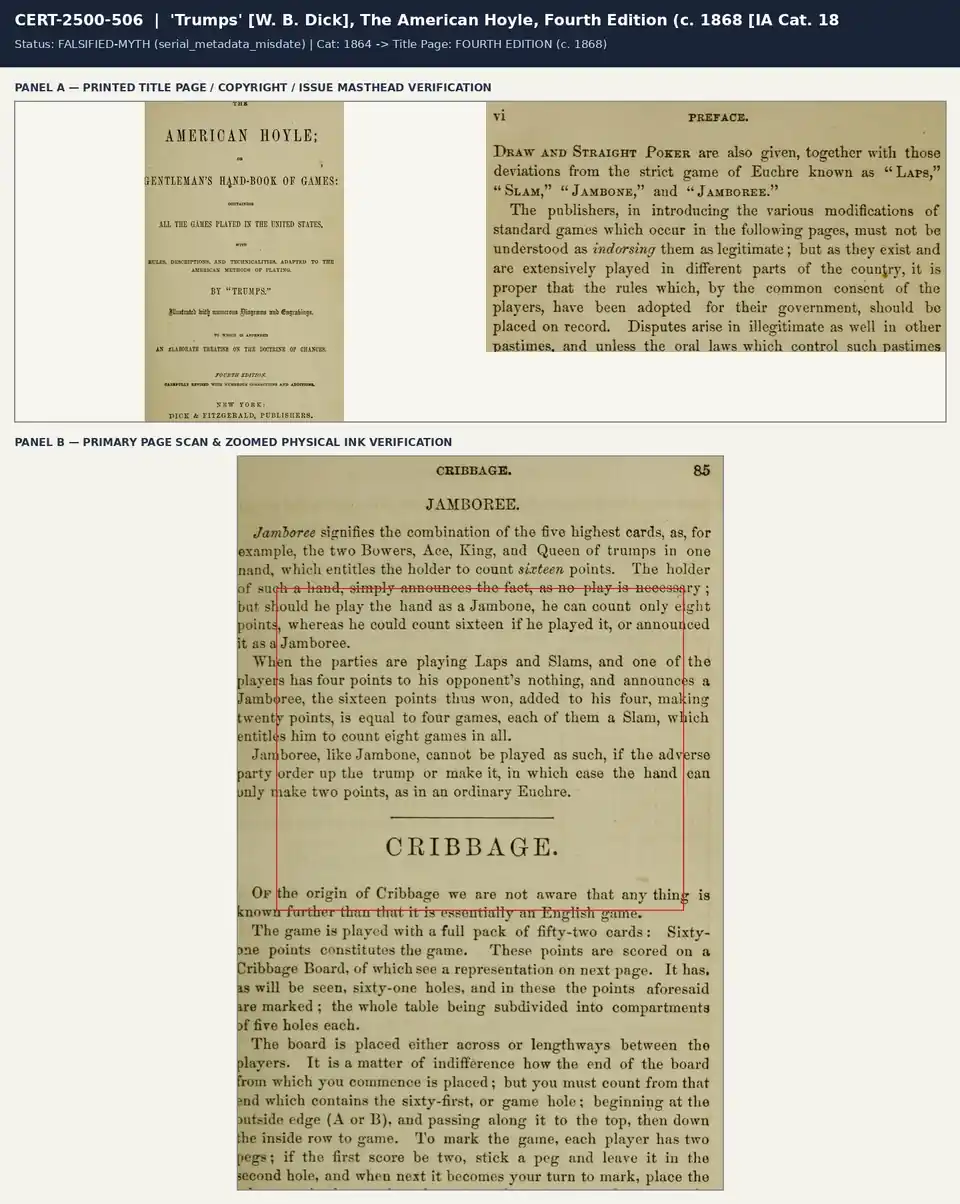 CERT-2500-506 | 'Trumps' [W. B. Dick], The American Hoyle, Fourth Edition (c. 1868 [IA Cat. 18
Status: FALSIFIED-MYTH (serial_metadata_misdate) | Cat: 1864 -> Title Page: FOURTH EDITION (c. 1868)
PANEL A — PRINTED TITLE PAGE / COPYRIGHT / ISSUE MASTHEAD VERIFICATION
THE
AMERICAN HOYLE;
OR
GENTLEMAN'S HAND-BOOK OF GAMES:
CONTAINING
ALL THE GAMES PLAYED IN THE UNITED STATES,
WITH
RULES, DESCRIPTIONS, AND TECHNICALITIES, ADAPTED TO THE
AMERICAN METHODS OF PLAYING.
BY "TRUMPS."
Illustrated with numerous Diagrams and Engravings.
TO WHICH IS APPENDED
AN ELABORATE TREATISE ON THE DOCTRINE OF CHANCES.
FOURTH EDITION.
CAREFULLY REVISED WITH NUMEROUS CORRECTIONS AND ADDITIONS.
NEW YORK:
DICK & FITZGERALD, PUBLISHERS.
vi PREFACE.
DRAW AND STRAIGHT POKER are also given, together with those
deviations from the strict game of Euchre known as "LAPS,"
"SLAM," "JAMBONE," and "JAMBOREE."
The publishers, in introducing the various modifications of
standard games which occur in the following pages, must not be
understood as indorsing them as legitimate; but as they exist and
are extensively played in different parts of the country, it is
proper that the rules which, by the common consent of the
players, have been adopted for their government, should be
placed on record. Disputes arise in illegitimate as well in other
pastimes, and unless the oral laws which control such pastimes
PANEL B — PRIMARY PAGE SCAN & ZOOMED PHYSICAL INK VERIFICATION
CRIBBAGE. 85
JAMBOREE.
Jamboree signifies the combination of the five highest cards, as, for
example, the two Bowers, Ace, King, and Queen of trumps in one
hand, which entitles the holder to count sixteen points. The holder
of such a hand, simply announces the fact, as no play is necessary;
but should he play the hand as a Jambone, he can count only eight
points, whereas he could count sixteen if he played it, or announced
it as a Jamboree.
When the parties are playing Laps and Slams, and one of the
players has four points to his opponent's nothing, and announces a
Jamboree, the sixteen points thus won, added to his four, making
twenty points, is equal to four games, each of them a Slam, which
entitles him to count eight games in all.
Jamboree, like Jambone, cannot be played as such, if the adverse
party order up the trump or make it, in which case the hand can
only make two points, as in an ordinary Euchre.
CRIBBAGE.
OF the origin of Cribbage we are not aware that any thing is
known further than that it is essentially an English game.
The game is played with a full pack of fifty-two cards: Sixty-
one points constitutes the game. These points are scored on a
Cribbage Board, of which see a representation on next page. It has,
as will be seen, sixty-one holes, and in these the points aforesaid
are marked; the whole table being subdivided into compartments
of five holes each.
The board is placed either across or lengthways between the
players. It is a matter of indifference how the end of the board
from which you commence is placed; but you must count from that
end which contains the sixty-first, or game hole; beginning at the
outside edge (A or B), and passing along it to the top, then down
the inside row to game. To mark the game, each player has two
pegs; if the first score be two, stick a peg and leave it in the
second hole, and when next it becomes your turn to mark, place the